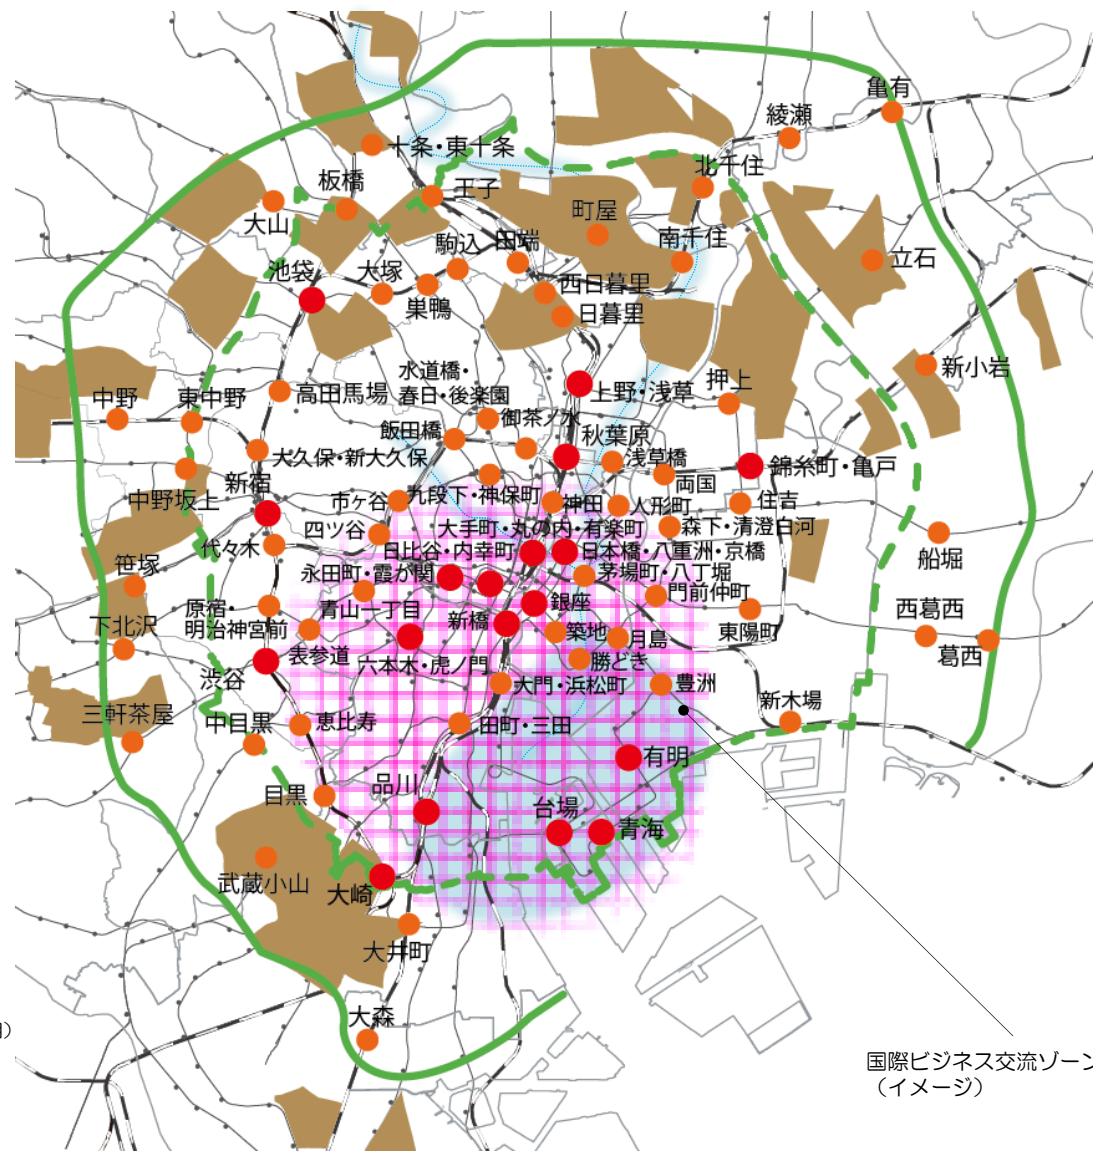 亀有
綾瀬
十条・東十条
北千住
板橋
王子
大山
町屋
駒込
田端
南千住
池袋
大塚
西日暮里
立石
巣鴨
日暮里
水道橋・
春日・後楽園
高田馬場
上野・浅草
押上
新小岩
中野
東中野
御茶ノ水
飯田橋
秋葉原
大久保・新大久保
浅草橋
錦糸町・亀戸
新宿
両国
中野坂上
市ヶ谷
九段下・神保町
神田
人形町
住吉
四ツ谷
大手町・丸の内・有楽町
森下・清澄白河
代々木
日比谷・内幸町
日本橋・八重洲・京橋
船堀
笹塚
永田町・霞が関
茅場町・八丁堀
門前仲町
原宿・
明治神宮前
青山一丁目
銀座
西葛西
下北沢
新橋
築地
月島
東陽町
表参道
六本木・虎ノ門
勝どき
葛西
渋谷
大門・浜松町
豊洲
新木場
三軒茶屋
中目黒
恵比寿
田町・三田
有明
目黒
品川
台場
青海
武蔵小山
大崎
大井町
大森
国際ビジネス交流ゾーン
（イメージ）